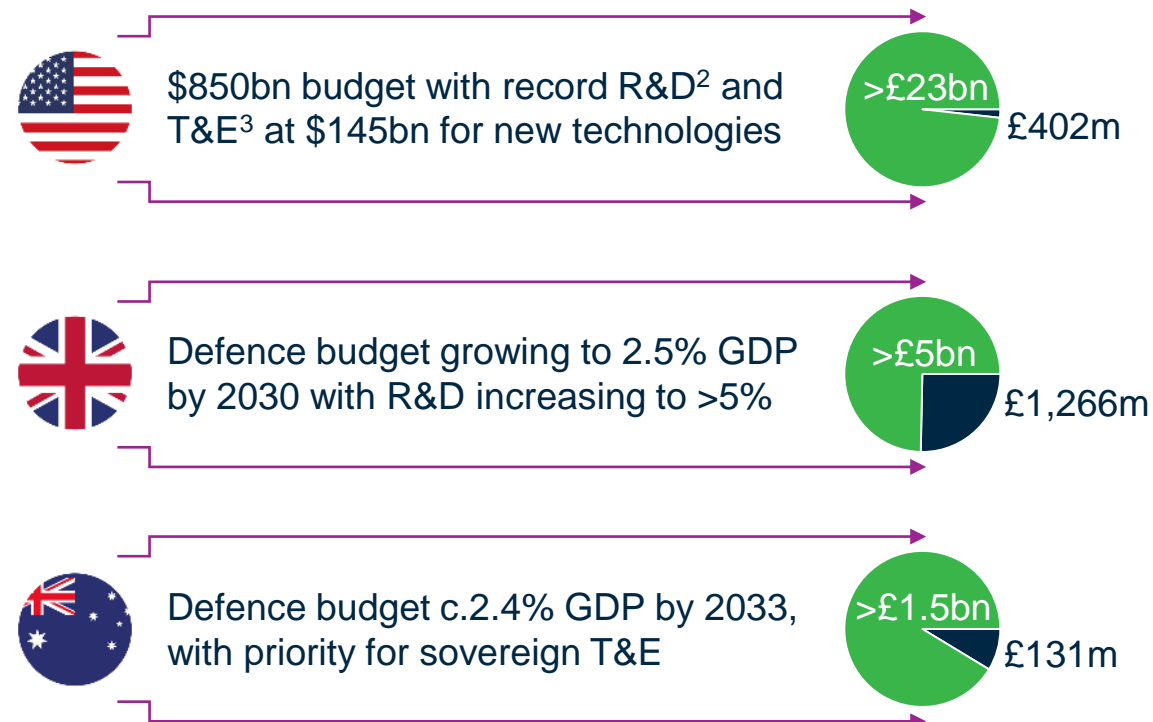 $850bn budget with record R&D² and
T&E³ at $145bn for new technologies
>£23bn
£402m
Defence budget growing to 2.5% GDP
by 2030 with R&D increasing to >5%
>£5bn
£1,266m
Defence budget c.2.4% GDP by 2033,
with priority for sovereign T&E
>£1.5bn
£131m